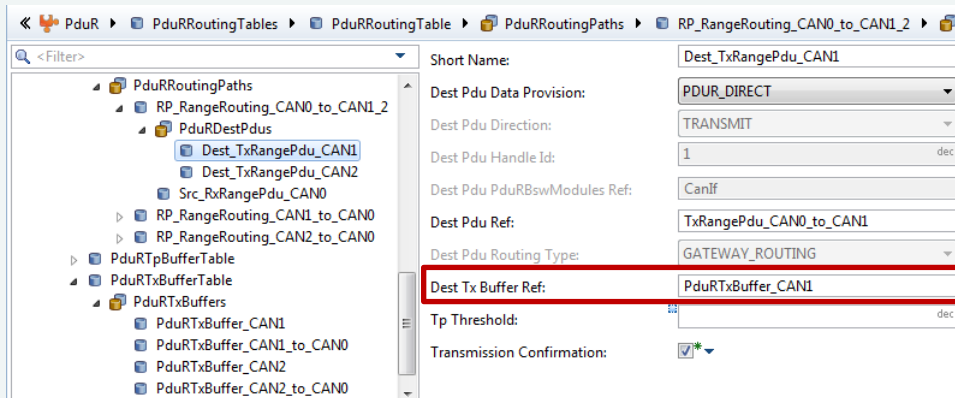 « PduR ▸ PduRRoutingTables ▸ PduRRoutingTable ▸ PduRRoutingPaths ▸ RP_RangeRouting_CAN0_to_CAN1_2 ▸
<Filter>
PduRRoutingPaths
RP_RangeRouting_CAN0_to_CAN1_2
PduRDestPdus
Dest_TxRangePdu_CAN1
Dest_TxRangePdu_CAN2
Src_RxRangePdu_CAN0
RP_RangeRouting_CAN1_to_CAN0
RP_RangeRouting_CAN2_to_CAN0
PduRTpBufferTable
PduRTxBufferTable
PduRTxBuffers
PduRTxBuffer_CAN1
PduRTxBuffer_CAN1_to_CAN0
PduRTxBuffer_CAN2
PduRTxBuffer_CAN2_to_CAN0
Short Name: Dest_TxRangePdu_CAN1
Dest Pdu Data Provision: PDUR_DIRECT
Dest Pdu Direction: TRANSMIT
Dest Pdu Handle Id: 1 dec
Dest Pdu PduRBswModules Ref: CanIf
Dest Pdu Ref: TxRangePdu_CAN0_to_CAN1
Dest Pdu Routing Type: GATEWAY_ROUTING
Dest Tx Buffer Ref: PduRTxBuffer_CAN1
Tp Threshold: dec
Transmission Confirmation: